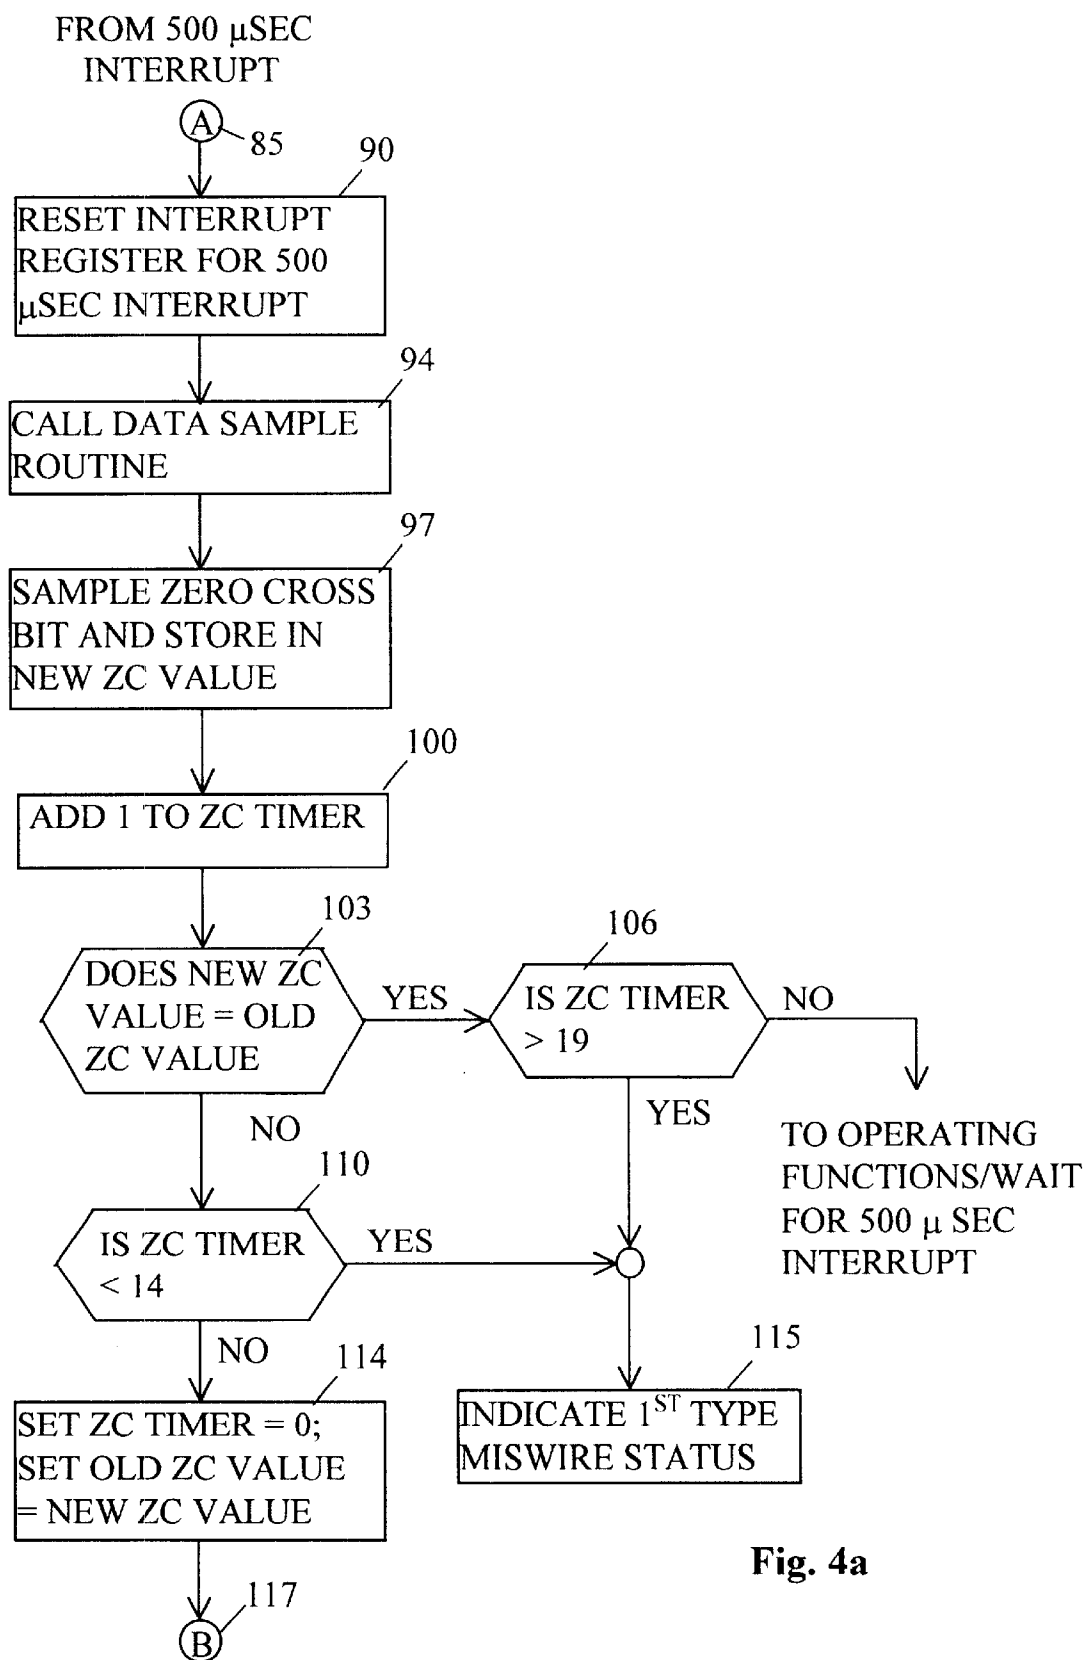 FROM 500 μSEC
INTERRUPT
A
85
90
RESET INTERRUPT
REGISTER FOR 500
μSEC INTERRUPT
94
CALL DATA SAMPLE
ROUTINE
97
SAMPLE ZERO CROSS
BIT AND STORE IN
NEW ZC VALUE
100
ADD 1 TO ZC TIMER
103
DOES NEW ZC
VALUE = OLD
ZC VALUE
YES
106
IS ZC TIMER
> 19
NO
YES
TO OPERATING
FUNCTIONS/WAIT
FOR 500 μ SEC
INTERRUPT
NO
110
IS ZC TIMER
< 14
YES
NO
114
SET ZC TIMER = 0;
SET OLD ZC VALUE
= NEW ZC VALUE
115
INDICATE 1ST TYPE
MISWIRE STATUS
117
B
Fig. 4a